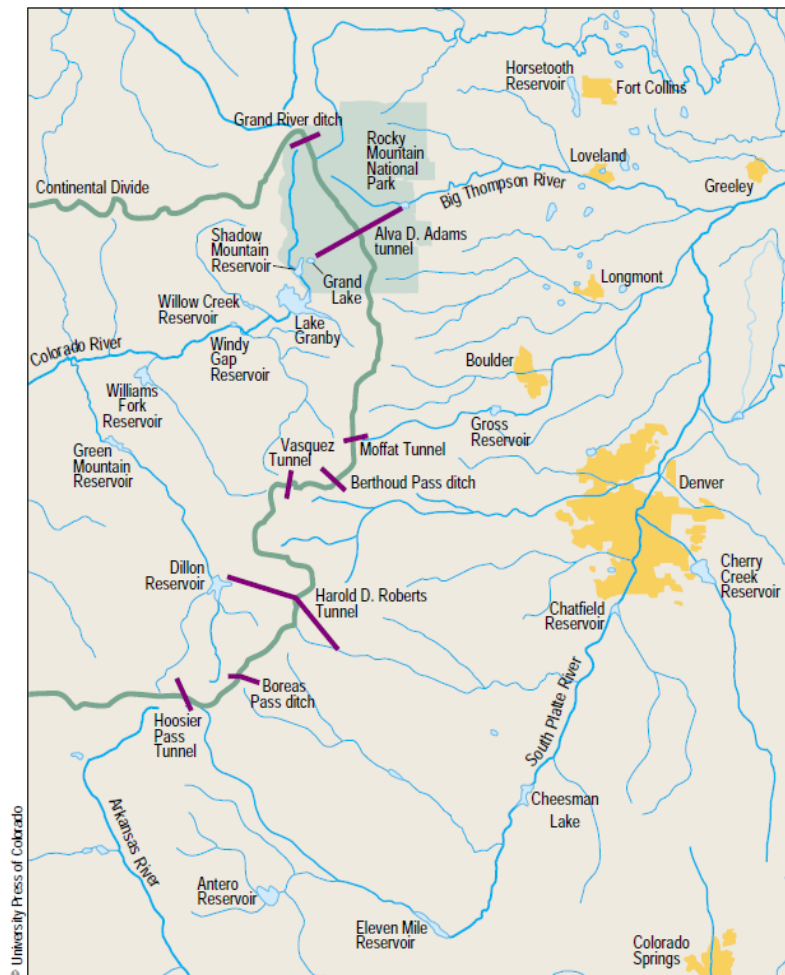 Horsetooth
Reservoir
Fort Collins
Grand River ditch
Rocky
Mountain
National
Park
Loveland
Greeley
Continental Divide
Big Thompson River
Alva D. Adams
tunnel
Shadow
Mountain
Reservoir
Grand
Lake
Longmont
Willow Creek
Reservoir
Lake
Granby
Colorado River
Windy
Gap
Reservoir
Boulder
Williams
Fork
Reservoir
Gross
Reservoir
Green
Mountain
Reservoir
Vasquez
Tunnel
Moffat Tunnel
Berthoud Pass ditch
Denver
Dillon
Reservoir
Harold D. Roberts
Tunnel
Cherry
Creek
Reservoir
Chatfield
Reservoir
Boreas
Pass ditch
Hoosier
Pass
Tunnel
South Platte River
Cheesman
Lake
Arkansas River
Antero
Reservoir
Eleven Mile
Reservoir
Colorado
Springs
© University Press of Colorado